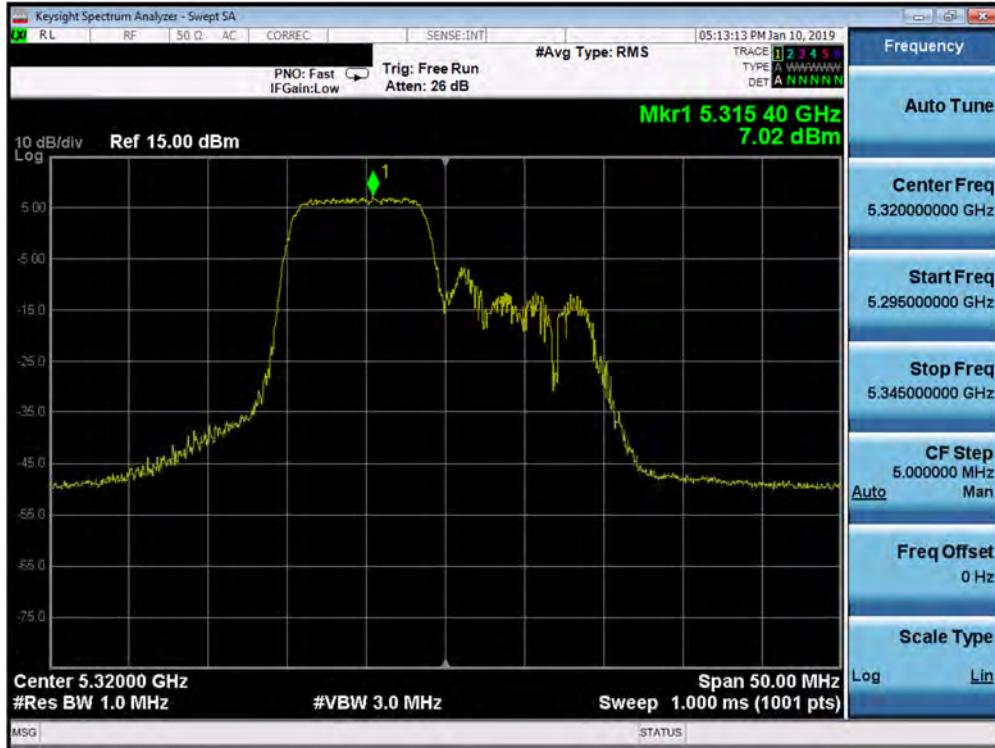 Keysight Spectrum Analyzer - Swept SA
RL RF 50 Ω AC CORREC SENSE:INT 05:13:13 PM Jan 10, 2019
#Avg Type: RMS
TRACE 1 2 3 4 5 6
PNO: Fast Trig: Free Run
TYPE A WWWWW
IFGain:Low Atten: 26 dB
DET A N N N N N
Mkr1 5.315 40 GHz
7.02 dBm
10 dB/div Ref 15.00 dBm
Log
1
5.00
-5.00
-15.0
-25.0
-35.0
-45.0
-55.0
-65.0
-75.0
Center 5.32000 GHz Span 50.00 MHz
#Res BW 1.0 MHz #VBW 3.0 MHz Sweep 1.000 ms (1001 pts)
MSG STATUS
Frequency
Auto Tune
Center Freq
5.320000000 GHz
Start Freq
5.295000000 GHz
Stop Freq
5.345000000 GHz
CF Step
5.000000 MHz
Auto Man
Freq Offset
0 Hz
Scale Type
Log Lin